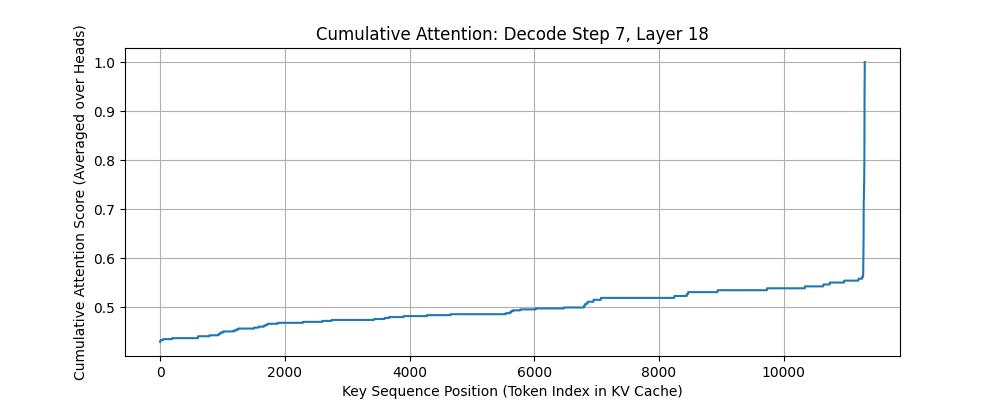 Cumulative Attention: Decode Step 7, Layer 18
Cumulative Attention Score (Averaged over Heads)
1.0
0.9
0.8
0.7
0.6
0.5
0 2000 4000 6000 8000 10000
Key Sequence Position (Token Index in KV Cache)